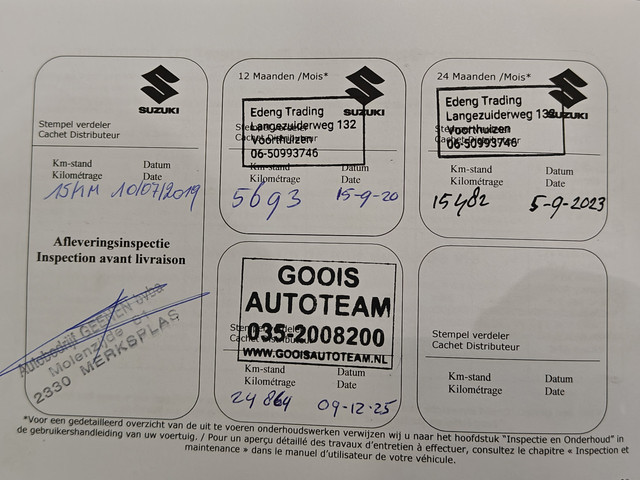 SUZUKI
Stempel verdeler
Cachet Distributeur
Km-stand Datum
Kilométrage Date
15KM 10/07/2019
Afleveringsinspectie
Inspection avant livraison
Autobedrijf GEERTEN bvba
Molenzijde 61
2330 MERKSPLAS
12 Maanden /Mois*
SUZUKI
Edeng Trading
Langezuiderweg 132
Stempel verdeler
Voorthuizen
Cachet Distributeur
06-50993746
Km-stand Datum
Kilométrage Date
5693 15-9-20
24 Maanden /Mois*
SUZUKI
Edeng Trading
Langezuiderweg 132
Stempel verdeler
Voorthuizen
Cachet Distributeur
06-50993746
Km-stand Datum
Kilométrage Date
15482 5-9-2023
GOOIS
AUTOTEAM
035-2008200
Stempel verdeler
Cachet Distributeur
WWW.GOOISAUTOTEAM.NL
Km-stand Datum
Kilométrage Date
24864 09-12-25
Stempel verdeler
Cachet Distributeur
Km-stand Datum
Kilométrage Date
*Voor een gedetailleerd overzicht van de uit te voeren onderhoudswerken verwijzen wij u naar het hoofdstuk "Inspectie en Onderhoud" in
de gebruikershandleiding van uw voertuig. / Pour un aperçu détaillé des travaux d'entretien à effectuer, consultez le chapitre « Inspection et
maintenance » dans le manuel d'utilisateur de votre véhicule.